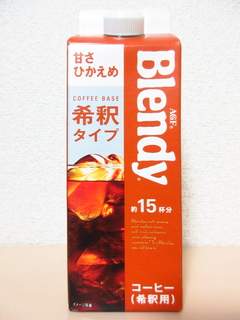 甘さ
ひかえめ
COFFEE BASE
希釈
タイプ
AGF®
Blendy®
約15杯分
コーヒー
(希釈用)